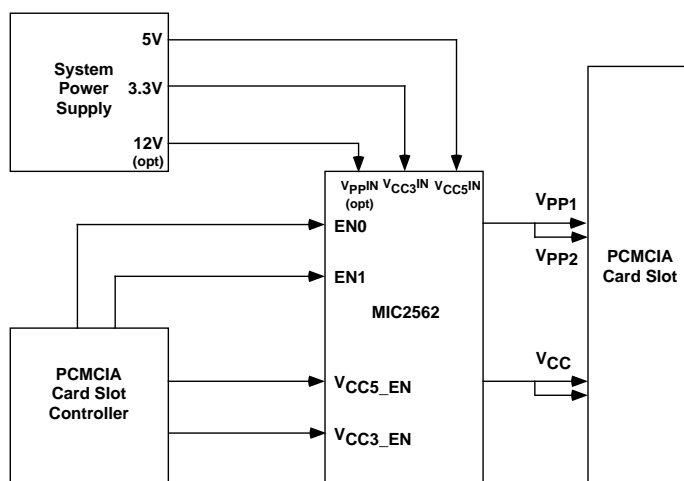 System
Power
Supply
5V
3.3V
12V
(opt)
VPPIN
(opt)
VCC3IN
VCC5IN
EN0
EN1
MIC2562
VCC5_EN
VCC3_EN
PCMCIA
Card Slot
Controller
VPP1
VPP2
VCC
PCMCIA
Card Slot